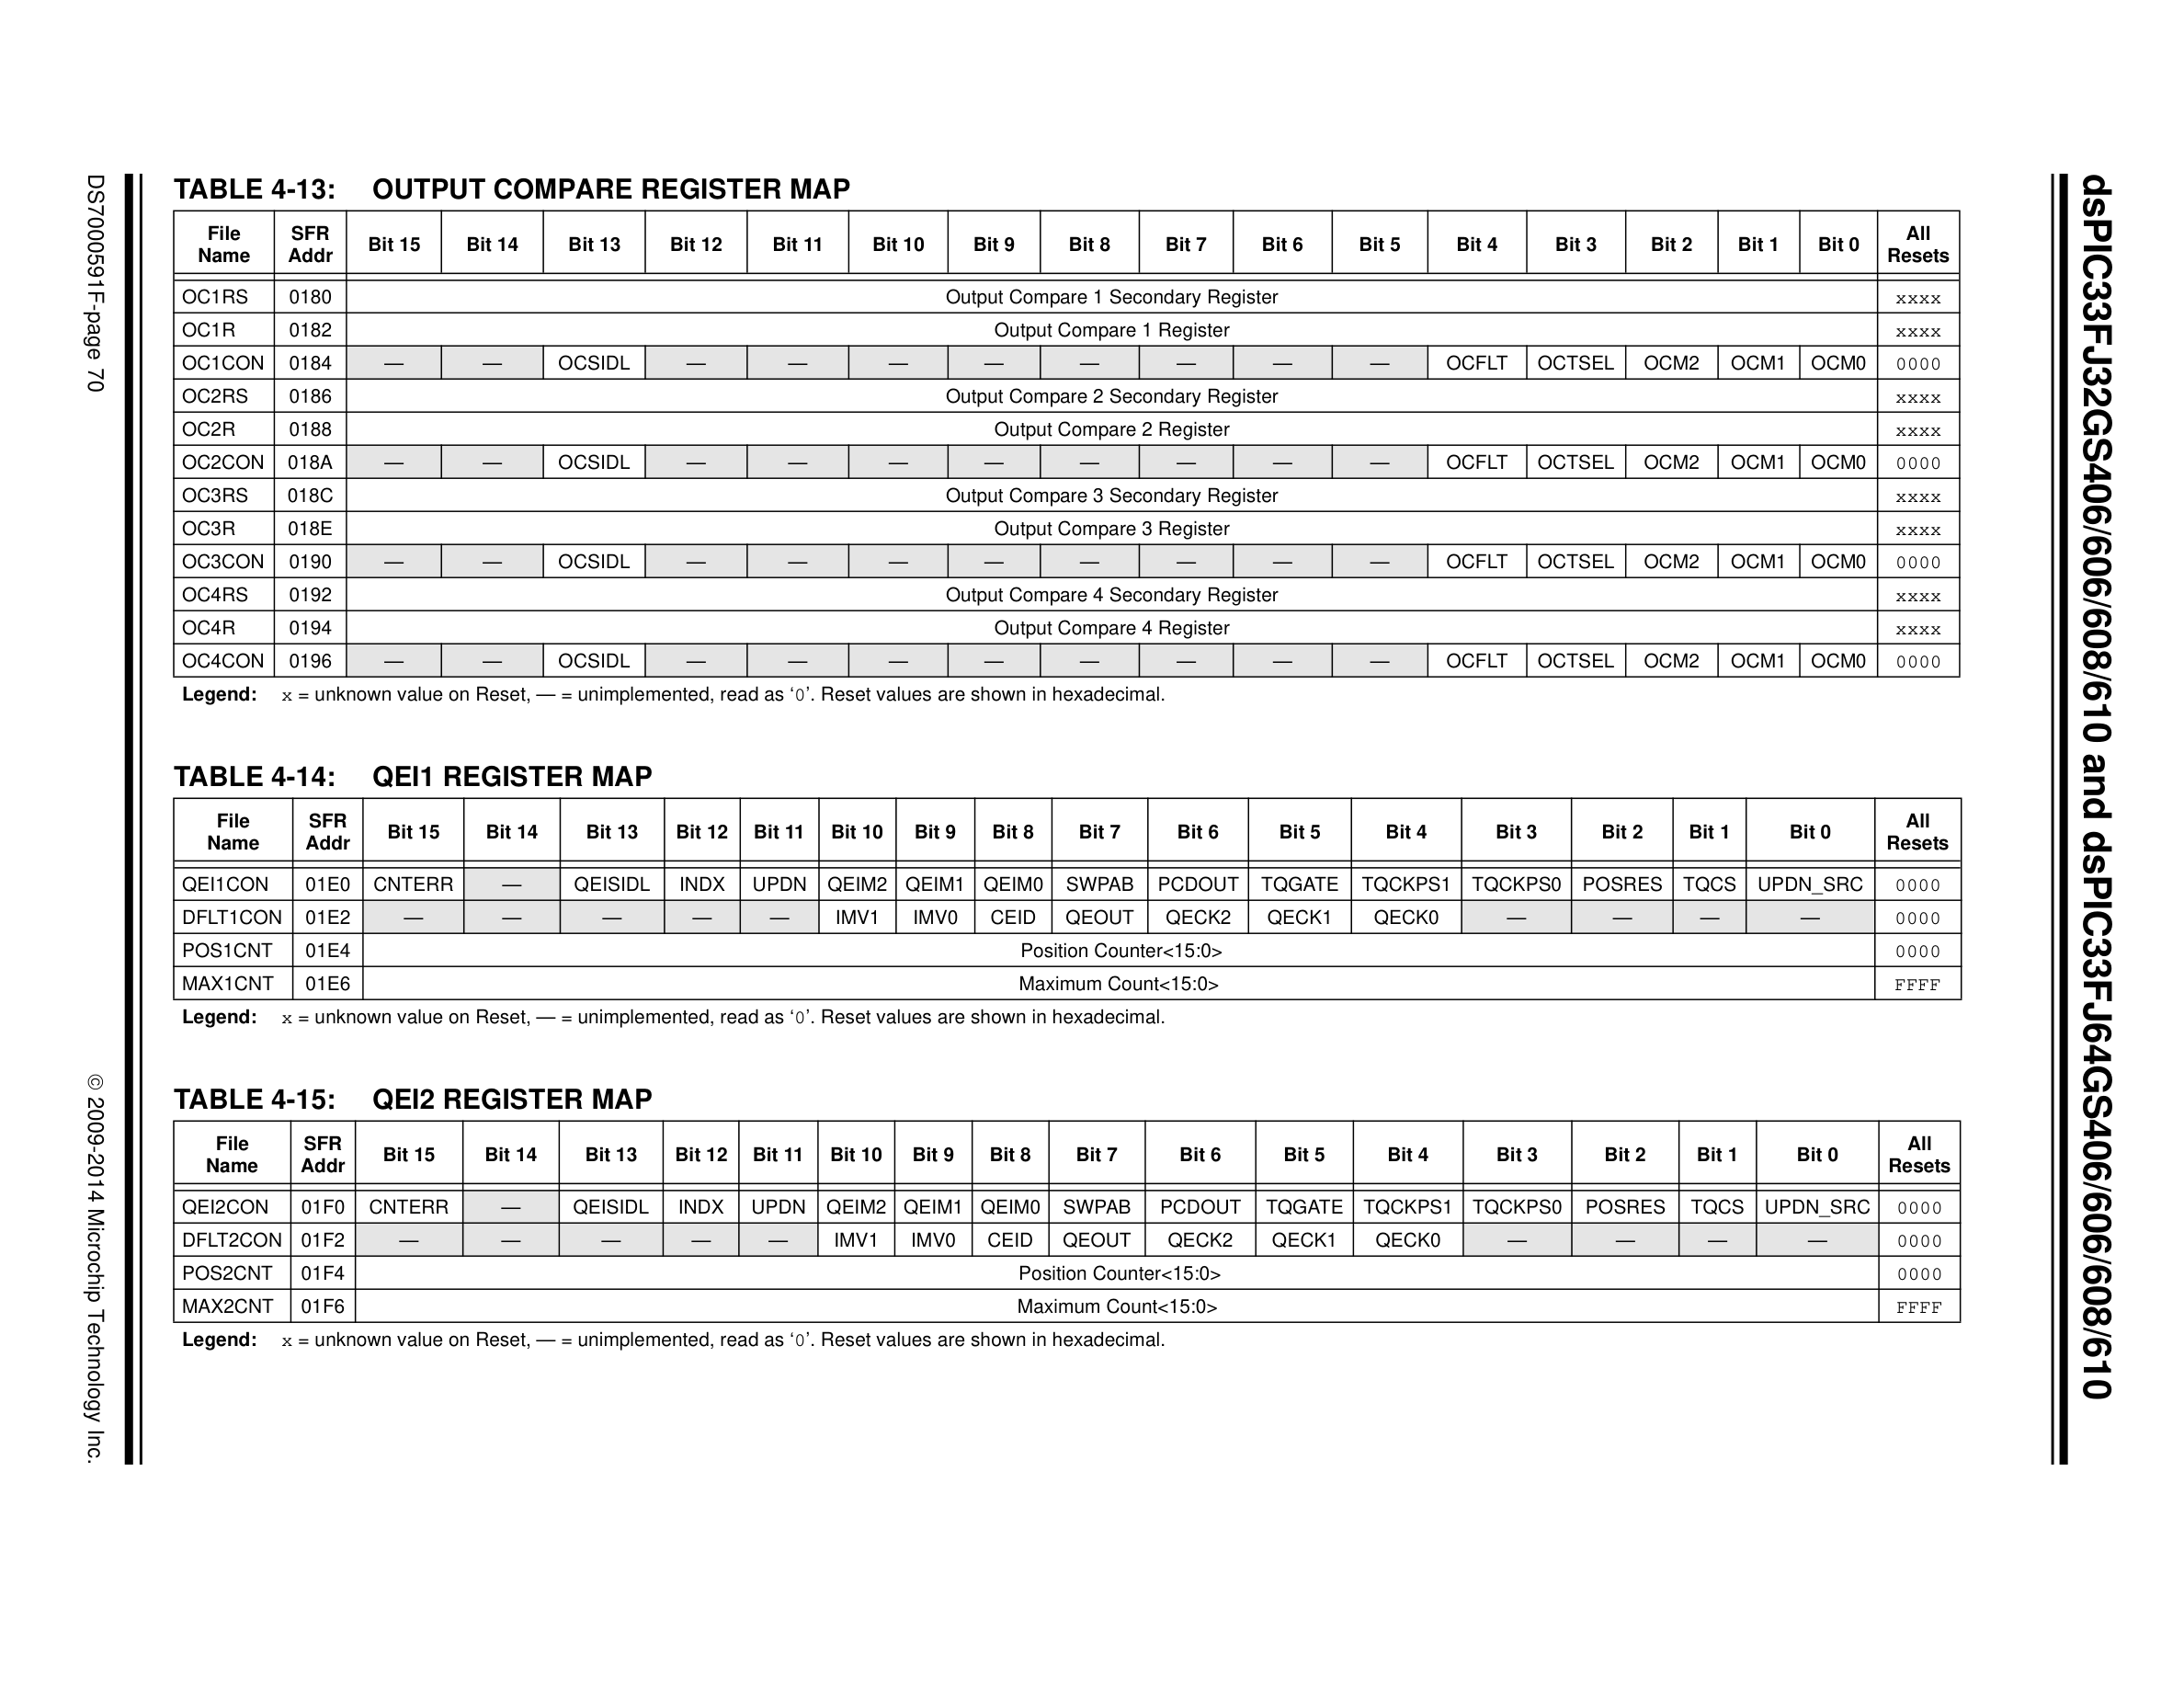 TABLE 4-13: OUTPUT COMPARE REGISTER MAP
File Name SFR Addr Bit 15 Bit 14 Bit 13 Bit 12 Bit 11 Bit 10 Bit 9 Bit 8 Bit 7 Bit 6 Bit 5 Bit 4 Bit 3 Bit 2 Bit 1 Bit 0 All Resets
OC1RS 0180 Output Compare 1 Secondary Register xxxx
OC1R 0182 Output Compare 1 Register xxxx
OC1CON 0184 — — OCSIDL — — — — — — — — OCFLT OCTSEL OCM2 OCM1 OCM0 0000
OC2RS 0186 Output Compare 2 Secondary Register xxxx
OC2R 0188 Output Compare 2 Register xxxx
OC2CON 018A — — OCSIDL — — — — — — — — OCFLT OCTSEL OCM2 OCM1 OCM0 0000
OC3RS 018C Output Compare 3 Secondary Register xxxx
OC3R 018E Output Compare 3 Register xxxx
OC3CON 0190 — — OCSIDL — — — — — — — — OCFLT OCTSEL OCM2 OCM1 OCM0 0000
OC4RS 0192 Output Compare 4 Secondary Register xxxx
OC4R 0194 Output Compare 4 Register xxxx
OC4CON 0196 — — OCSIDL — — — — — — — — OCFLT OCTSEL OCM2 OCM1 OCM0 0000
Legend: x = unknown value on Reset, — = unimplemented, read as ‘0’. Reset values are shown in hexadecimal.
TABLE 4-14: QEI1 REGISTER MAP
File Name SFR Addr Bit 15 Bit 14 Bit 13 Bit 12 Bit 11 Bit 10 Bit 9 Bit 8 Bit 7 Bit 6 Bit 5 Bit 4 Bit 3 Bit 2 Bit 1 Bit 0 All Resets
QEI1CON 01E0 CNTERR — QEISIDL INDX UPDN QEIM2 QEIM1 QEIM0 SWPAB PCDOUT TQGATE TQCKPS1 TQCKPS0 POSRES TQCS UPDN_SRC 0000
DFLT1CON 01E2 — — — — — IMV1 IMV0 CEID QEOUT QECK2 QECK1 QECK0 — — — — 0000
POS1CNT 01E4 Position Counter<15:0> 0000
MAX1CNT 01E6 Maximum Count<15:0> FFFF
Legend: x = unknown value on Reset, — = unimplemented, read as ‘0’. Reset values are shown in hexadecimal.
TABLE 4-15: QEI2 REGISTER MAP
File Name SFR Addr Bit 15 Bit 14 Bit 13 Bit 12 Bit 11 Bit 10 Bit 9 Bit 8 Bit 7 Bit 6 Bit 5 Bit 4 Bit 3 Bit 2 Bit 1 Bit 0 All Resets
QEI2CON 01F0 CNTERR — QEISIDL INDX UPDN QEIM2 QEIM1 QEIM0 SWPAB PCDOUT TQGATE TQCKPS1 TQCKPS0 POSRES TQCS UPDN_SRC 0000
DFLT2CON 01F2 — — — — — IMV1 IMV0 CEID QEOUT QECK2 QECK1 QECK0 — — — — 0000
POS2CNT 01F4 Position Counter<15:0> 0000
MAX2CNT 01F6 Maximum Count<15:0> FFFF
Legend: x = unknown value on Reset, — = unimplemented, read as ‘0’. Reset values are shown in hexadecimal.
dsPIC33FJ32GS406/606/608/610 and dsPIC33FJ64GS406/606/608/610
DS70000591F-page 70
© 2009-2014 Microchip Technology Inc.